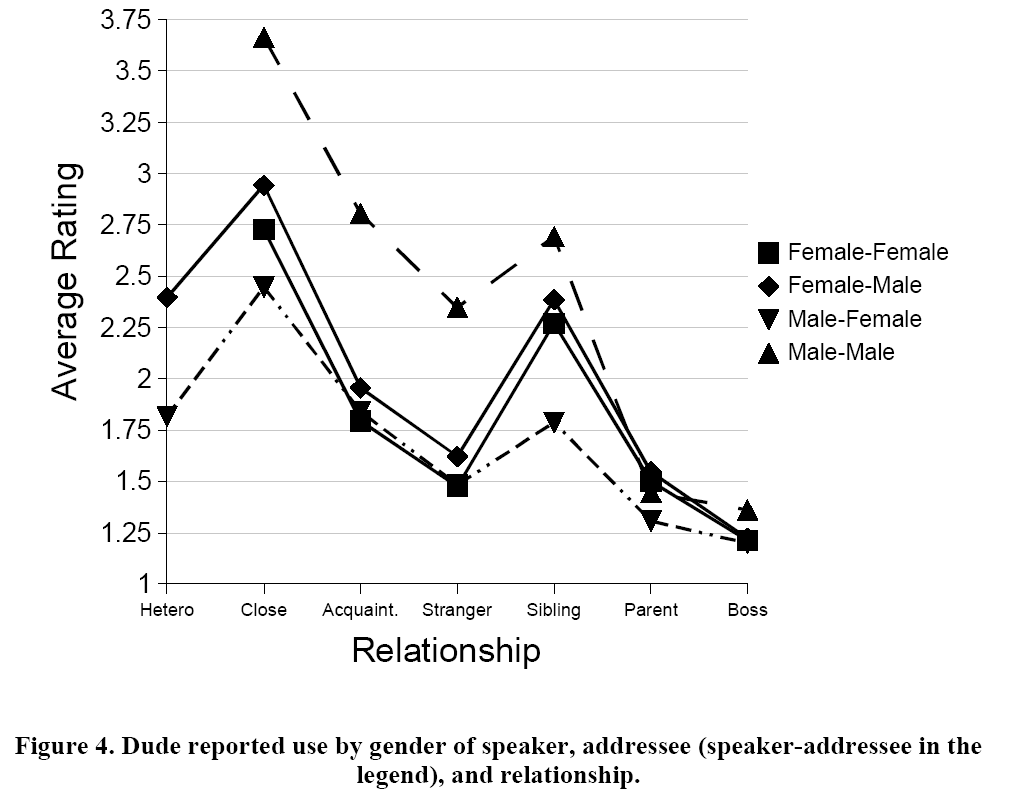 3.75
3.5
3.25
3
2.75
2.5
2.25
2
1.75
1.5
1.25
1
Average Rating
Hetero Close Acquaint. Stranger Sibling Parent Boss
Relationship
Female-Female
Female-Male
Male-Female
Male-Male
Figure 4. Dude reported use by gender of speaker, addressee (speaker-addressee in the
legend), and relationship.